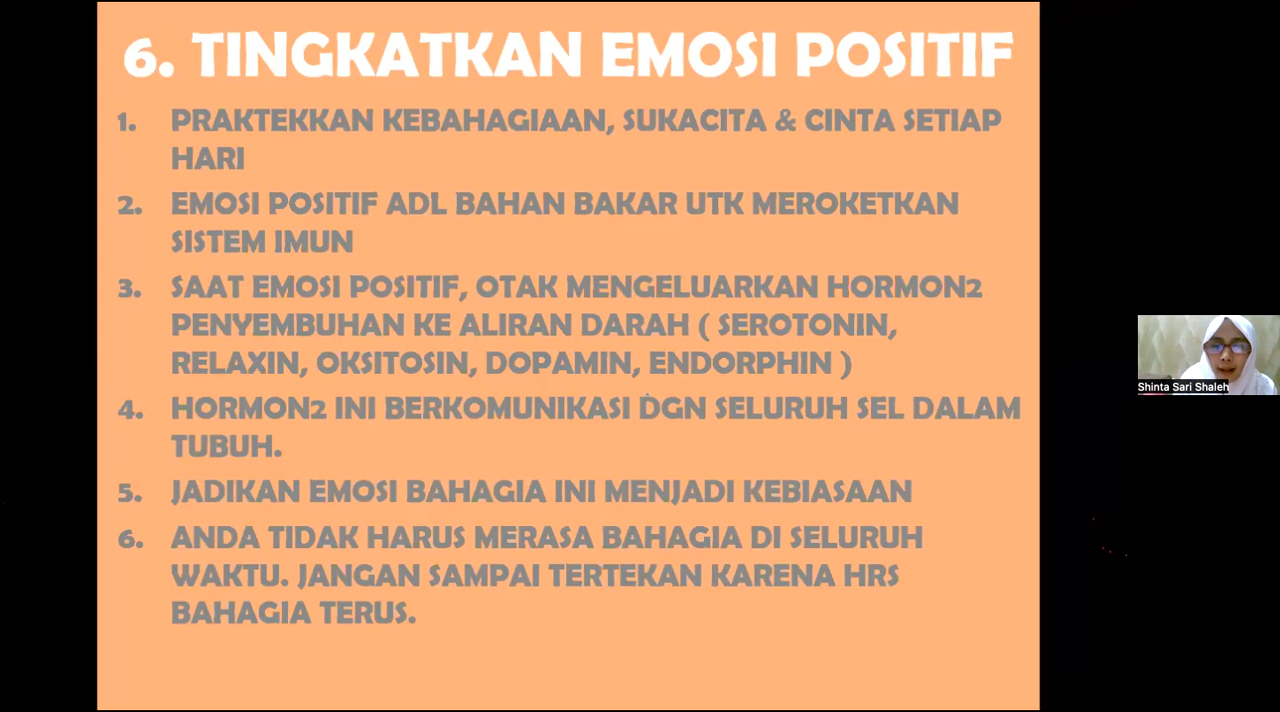 6. TINGKATKAN EMOSI POSITIF
1. PRAKTEKKAN KEBAHAGIAAN, SUKACITA & CINTA SETIAP
HARI
2. EMOSI POSITIF ADL BAHAN BAKAR UTK MEROKETKAN
SISTEM IMUN
3. SAAT EMOSI POSITIF, OTAK MENGELUARKAN HORMON2
PENYEMBUHAN KE ALIRAN DARAH ( SEROTONIN,
RELAXIN, OKSITOSIN, DOPAMIN, ENDORPHIN )
4. HORMON2 INI BERKOMUNIKASI DGN SELURUH SEL DALAM
TUBUH.
5. JADIKAN EMOSI BAHAGIA INI MENJADI KEBIASAAN
6. ANDA TIDAK HARUS MERASA BAHAGIA DI SELURUH
WAKTU. JANGAN SAMPAI TERTEKAN KARENA HRS
BAHAGIA TERUS.
Shinta Sari Shaleh